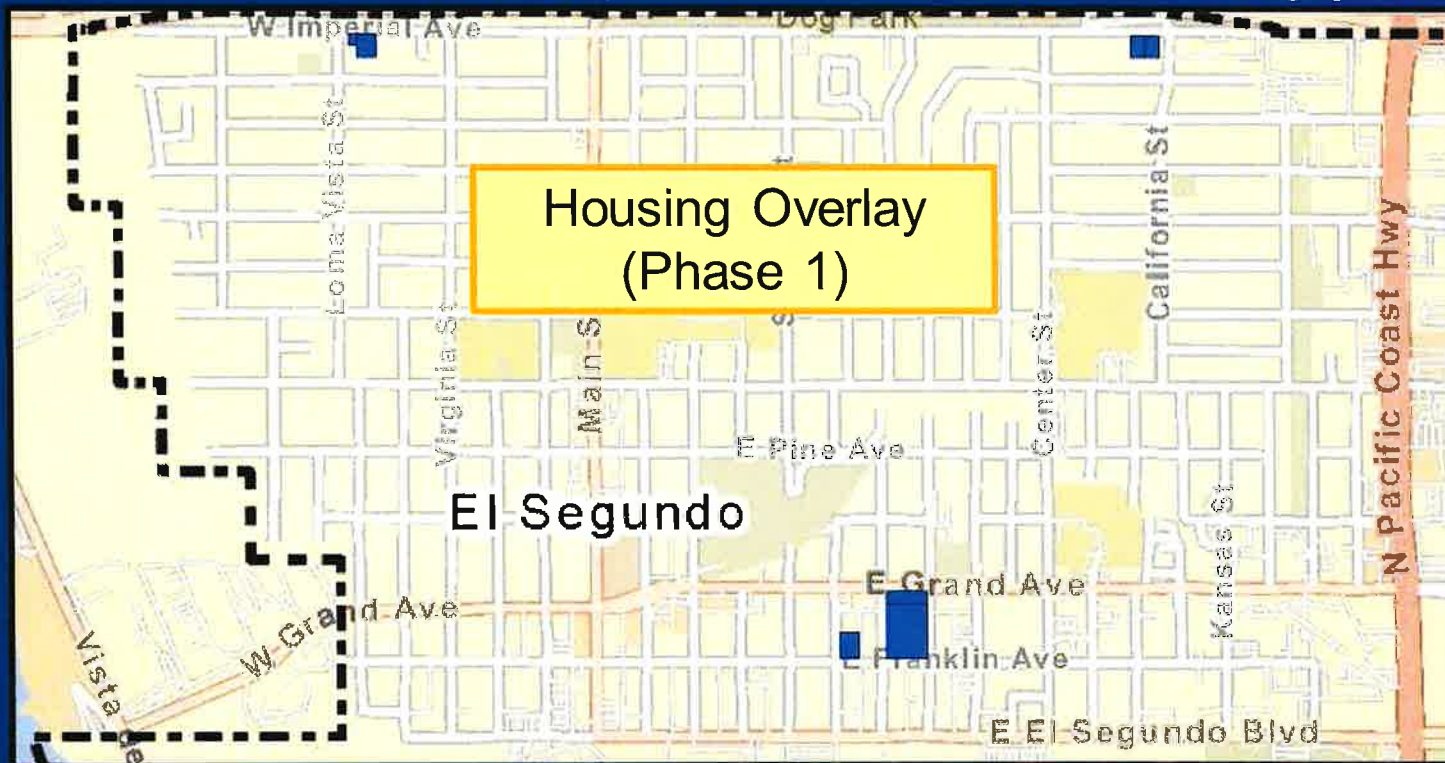 W Imperial Ave
Dog Park
Loma Vista St
California St
Housing Overlay
(Phase 1)
N Pacific Coast Hwy
Virginia St
Main S
Center St
E Pine Ave
El Segundo
Kansas St
E Grand Ave
W Grand Ave
E Franklin Ave
Vista de
E El Segundo Blvd